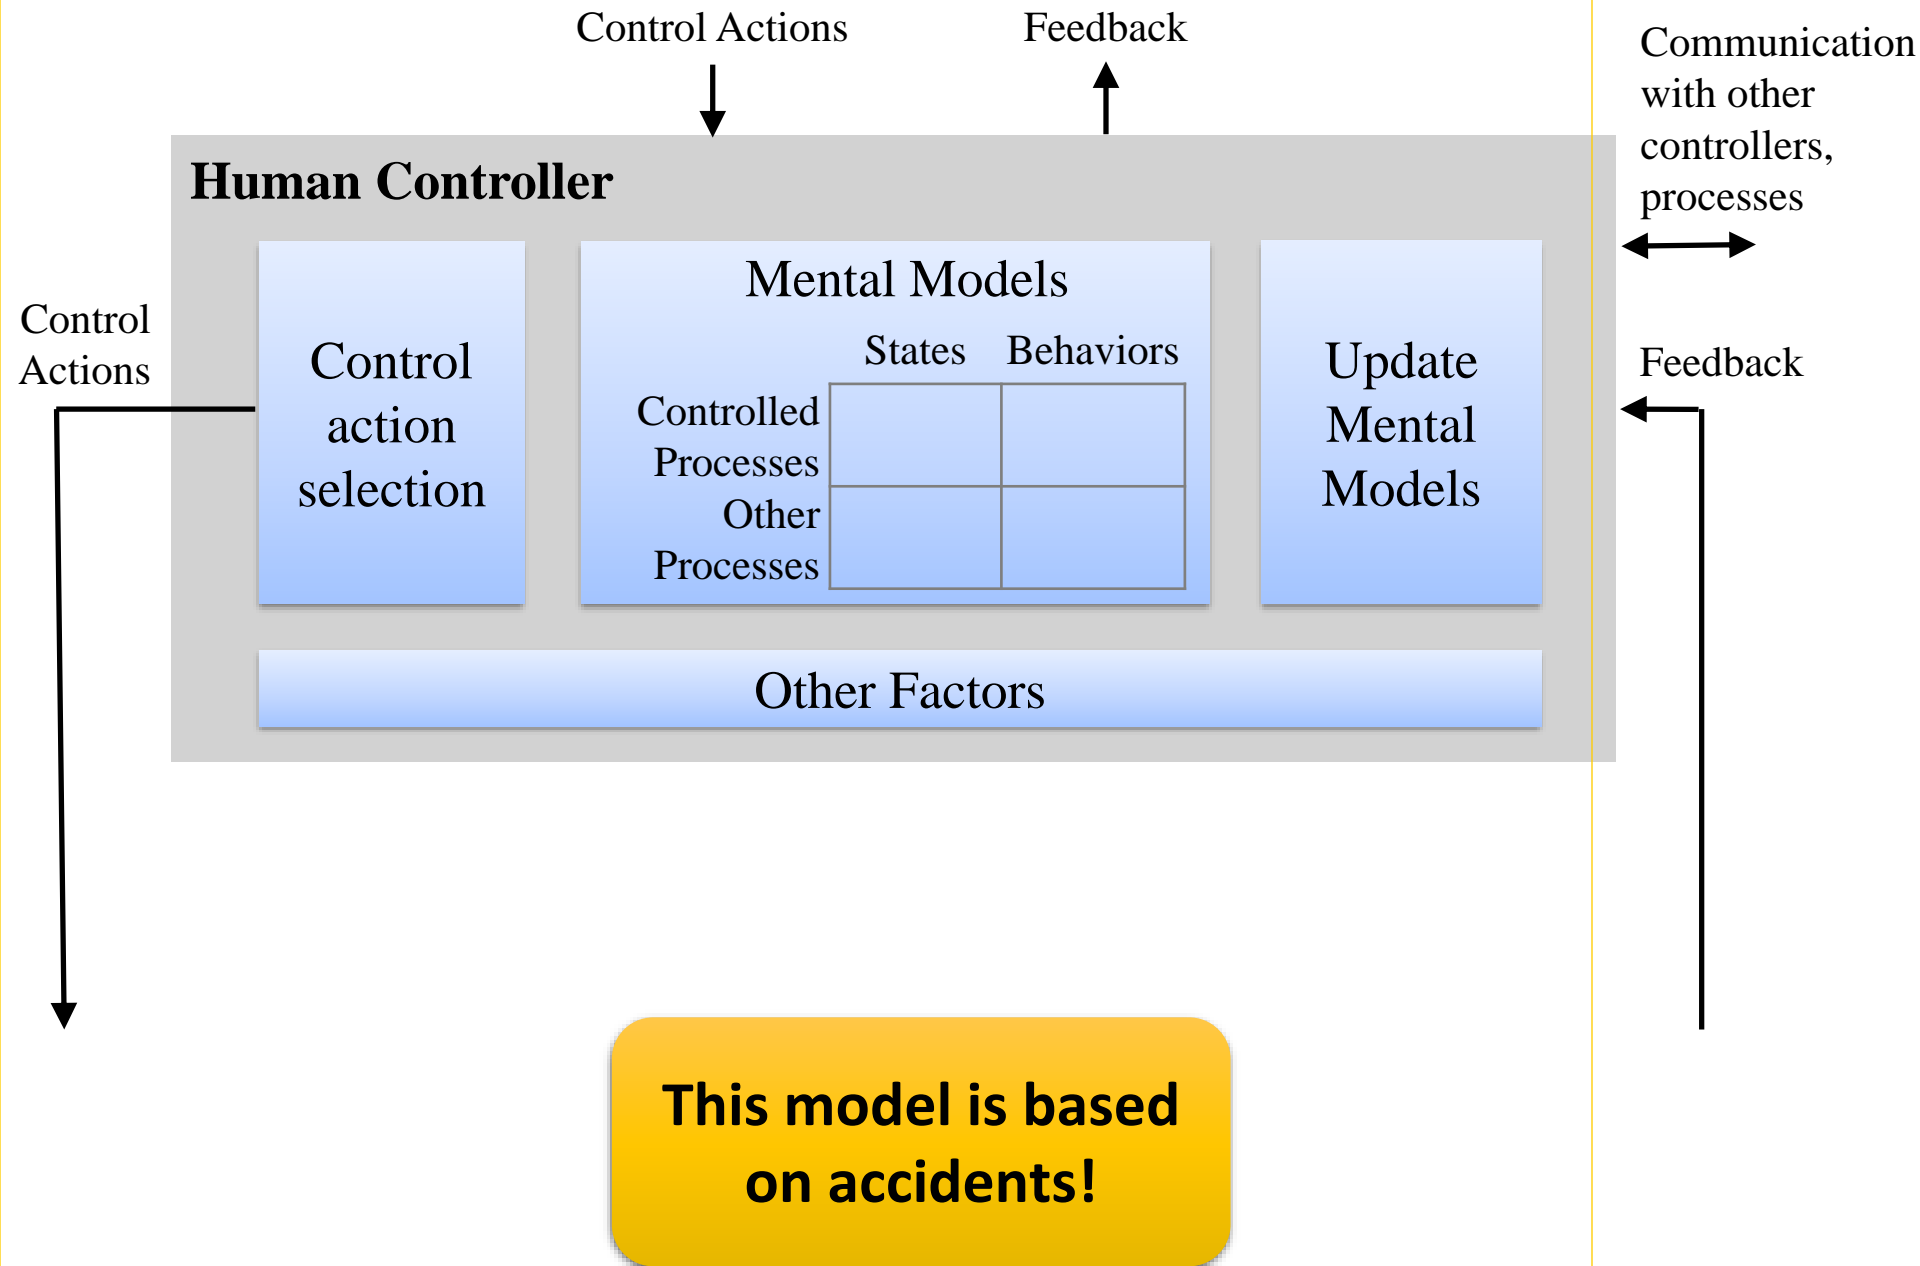 Control Actions
Feedback
Communication
with other
controllers,
processes
Human Controller
Control
Actions
Control
action
selection
Mental Models
States Behaviors
Controlled
Processes
Other
Processes
Update
Mental
Models
Feedback
Other Factors
This model is based
on accidents!